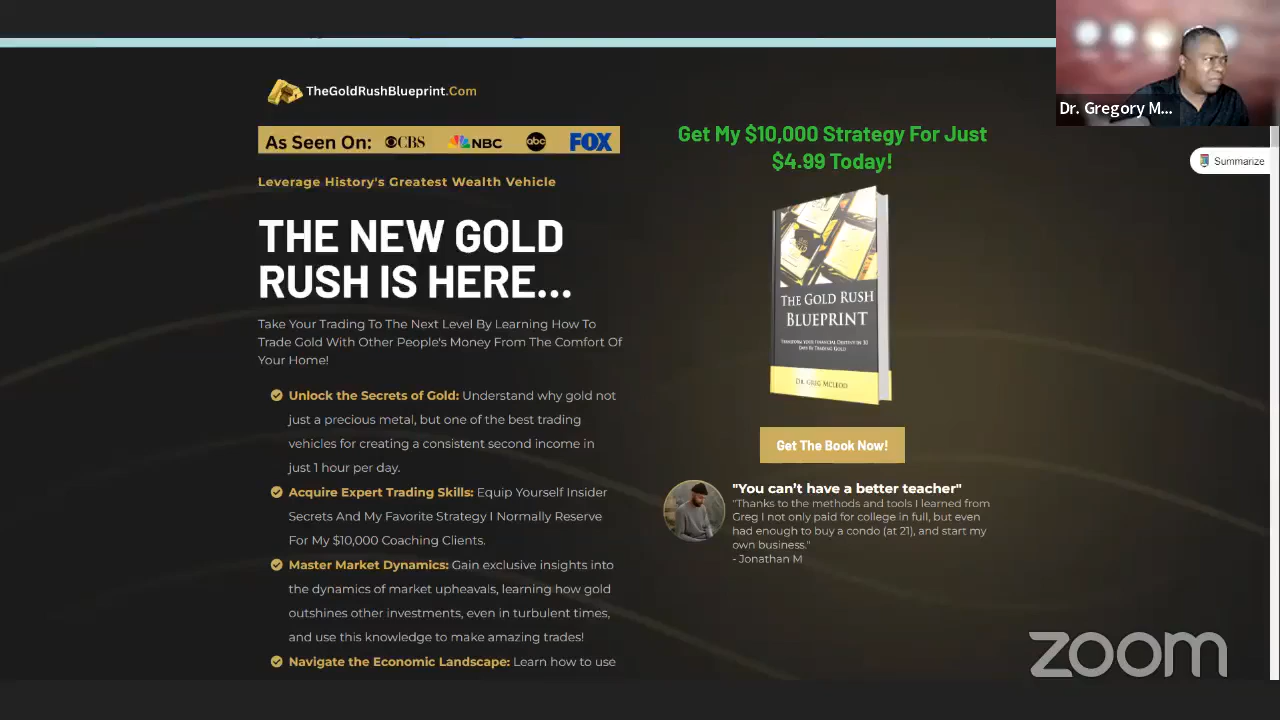 TheGoldRushBlueprint.Com
As Seen On: CBS NBC abc FOX
Leverage History's Greatest Wealth Vehicle
THE NEW GOLD
RUSH IS HERE...
Take Your Trading To The Next Level By Learning How To
Trade Gold With Other People's Money From The Comfort Of
Your Home!
Unlock the Secrets of Gold: Understand why gold not
just a precious metal, but one of the best trading
vehicles for creating a consistent second income in
just 1 hour per day.
Acquire Expert Trading Skills: Equip Yourself Insider
Secrets And My Favorite Strategy I Normally Reserve
For My $10,000 Coaching Clients.
Master Market Dynamics: Gain exclusive insights into
the dynamics of market upheavals, learning how gold
outshines other investments, even in turbulent times,
and use this knowledge to make amazing trades!
Navigate the Economic Landscape: Learn how to use
Get My $10,000 Strategy For Just
$4.99 Today!
THE GOLD RUSH
BLUEPRINT
TRANSFORM YOUR FINANCIAL DESTINY IN 30
DAYS BY TRADING GOLD
DR. GREG MCLEOD
Get The Book Now!
"You can't have a better teacher"
"Thanks to the methods and tools I learned from
Greg I not only paid for college in full, but even
had enough to buy a condo (at 21), and start my
own business."
- Jonathan M
Dr. Gregory M...
Summarize
zoom